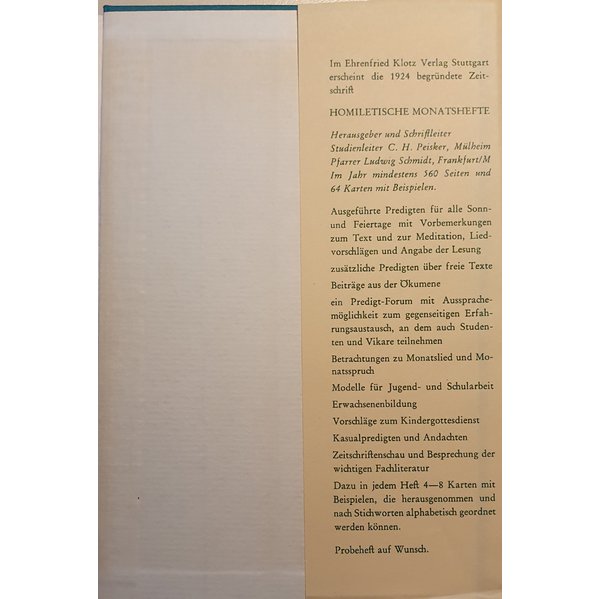 Im Ehrenfried Klotz Verlag Stuttgart
erscheint die 1924 begründete Zeit-
schrift
HOMILETISCHE MONATSHEFTE
Herausgeber und Schriftleiter
Studienleiter C. H. Peisker, Mülheim
Pfarrer Ludwig Schmidt, Frankfurt/M
Im Jahr mindestens 560 Seiten und
64 Karten mit Beispielen.
Ausgeführte Predigten für alle Sonn-
und Feiertage mit Vorbemerkungen
zum Text und zur Meditation, Lied-
vorschlägen und Angabe der Lesung
zusätzliche Predigten über freie Texte
Beiträge aus der Ökumene
ein Predigt-Forum mit Aussprache-
möglichkeit zum gegenseitigen Erfah-
rungsaustausch, an dem auch Studen-
ten und Vikare teilnehmen
Betrachtungen zu Monatslied und Mo-
natsspruch
Modelle für Jugend- und Schularbeit
Erwachsenenbildung
Vorschläge zum Kindergottesdienst
Kasualpredigten und Andachten
Zeitschriftenschau und Besprechung der
wichtigen Fachliteratur
Dazu in jedem Heft 4—8 Karten mit
Beispielen, die herausgenommen und
nach Stichworten alphabetisch geordnet
werden können.
Probeheft auf Wunsch.